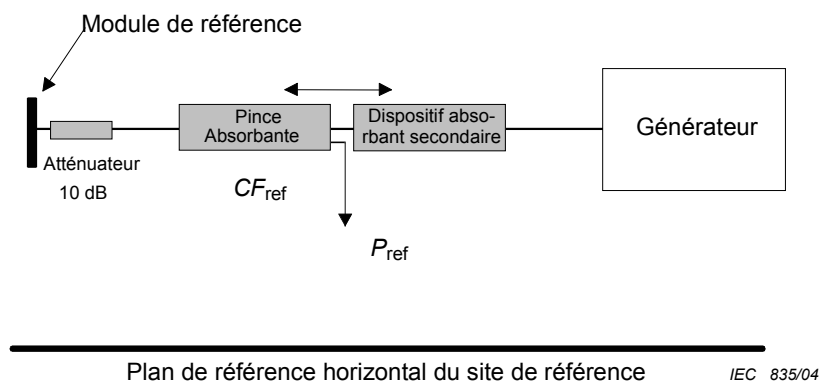 Module de référence
Pince
Absorbante
Dispositif abso-
rbant secondaire
Générateur
Atténuateur
10 dB
CFref
Pref
Plan de référence horizontal du site de référence
IEC 835/04